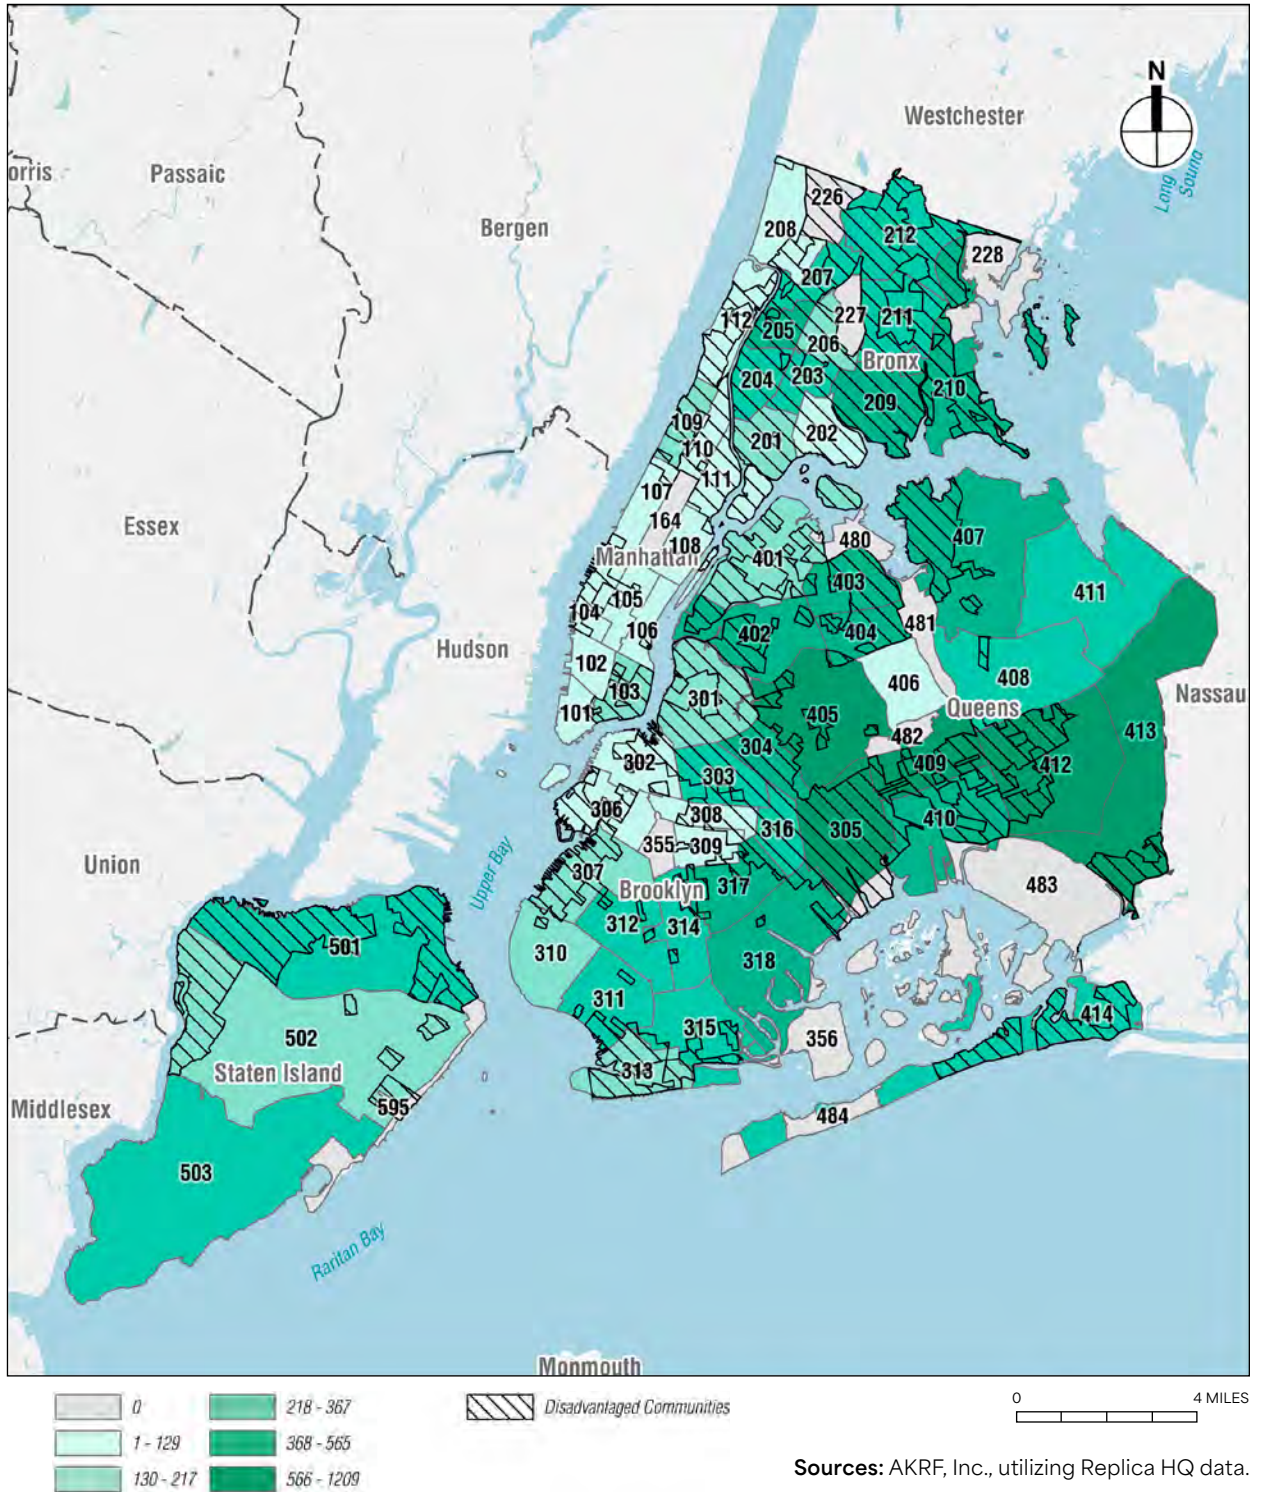 N
Westchester
Long
Sound
orris
Passaic
Bergen
226
208
212
228
207
227
112
205
211
206
Bronx
204
203
210
209
109
201
202
110
111
107
164
Essex
108
Manhattan
480
407
401
403
411
104
105
481
106
402
404
Hudson
102
408
406
103
301
Nassau
101
405
Queens
413
482
304
302
409
412
303
306
308
316
305
410
Upper Bay
355
309
Union
307
483
Brooklyn
317
312
314
501
310
318
311
414
315
502
356
313
Staten Island
Middlesex
595
484
503
Raritan Bay
Monmouth
0
218 - 367
Disadvantaged Communities
0
4 MILES
1 - 129
368 - 565
130 - 217
566 - 1209
Sources: AKRF, Inc., utilizing Replica HQ data.